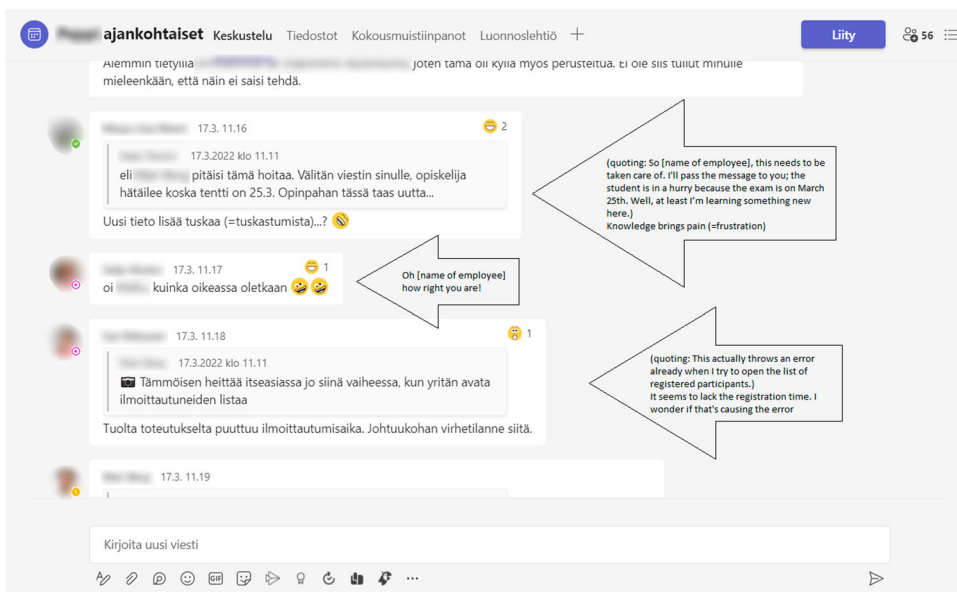 ajankohtaiset Keskustelu Tiedostot Kokousmuistiinpanot Luonnoslehtiö
Liity
56
Alemmin tietyillä joten tämä oli kyllä myös perusteltua. Ei ole siis tullut minulle
mieleenkään, että näin ei saisi tehdä.
17.3. 11.16
2
17.3.2022 klo 11.11
eli pitäisi tämä hoitaa. Välitän viestin sinulle, opiskelija
hätäilee koska tentti on 25.3. Opinpahan tässä taas uutta...
Uusi tieto lisää tuskaa (=tuskastumista)...? 🤣
(quoting: So [name of employee], this needs to be
taken care of. I'll pass the message to you; the
student is in a hurry because the exam is on March
25th. Well, at least I'm learning something new
here.)
Knowledge brings pain (=frustration)
17.3. 11.17
1
oi kuinka oikeassa oletkaan 🤪🤪
Oh [name of employee]
how right you are!
17.3. 11.18
1
17.3.2022 klo 11.11
📷 Tämmöisen heittää itseasiassa jo siinä vaiheessa, kun yritän avata
ilmoittautuneiden listaa
Tuolta toteutukselta puuttuu ilmoittautumisaika. Johtuukohan virhetilanne siitä.
(quoting: This actually throws an error
already when I try to open the list of
registered participants.)
It seems to lack the registration time. I
wonder if that's causing the error
17.3. 11.19
Kirjoita uusi viesti
GIF